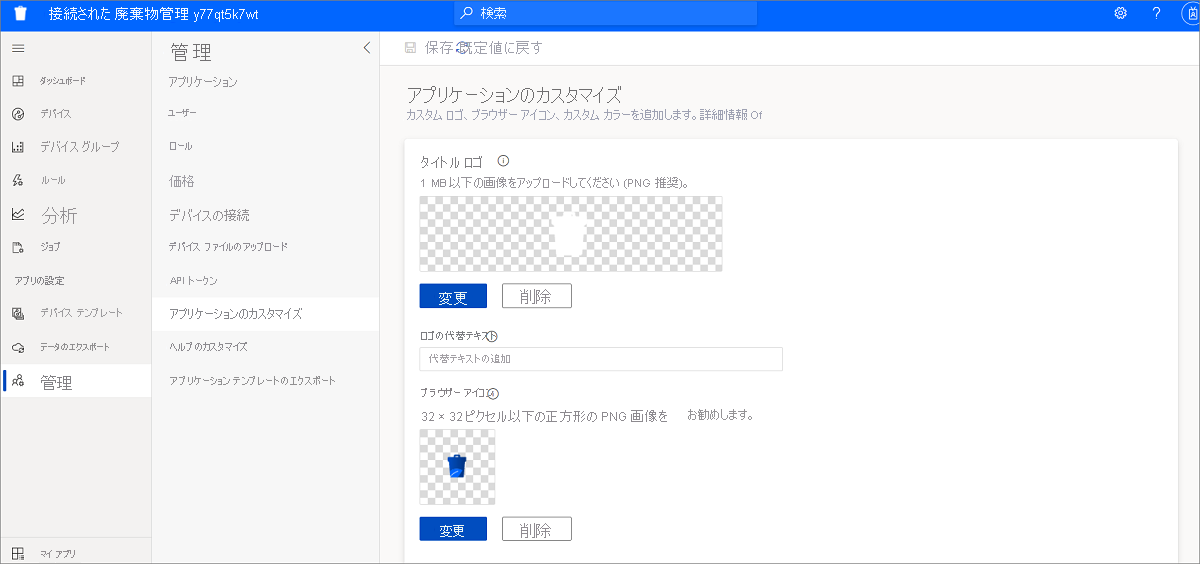 接続された 廃棄物管理 y77qt5k7wt
検索
?
ダッシュボード
デバイス
デバイス グループ
ルール
分析
ジョブ
アプリの設定
デバイス テンプレート
データのエクスポート
管理
マイ アプリ
管理
アプリケーション
ユーザー
ロール
価格
デバイスの接続
デバイス ファイルのアップロード
API トークン
アプリケーションのカスタマイズ
ヘルプのカスタマイズ
アプリケーション テンプレートのエクスポート
保存 既定値に戻す
アプリケーションのカスタマイズ
カスタム ロゴ、ブラウザー アイコン、カスタム カラーを追加します。詳細情報 Of
タイトル ロゴ
1 MB以下の画像をアップロードしてください (PNG 推奨)。
変更 削除
ロゴの代替テキスト
代替テキストの追加
ブラウザー アイコン
32 × 32ピクセル以下の正方形の PNG 画像を お勧めします。
変更 削除